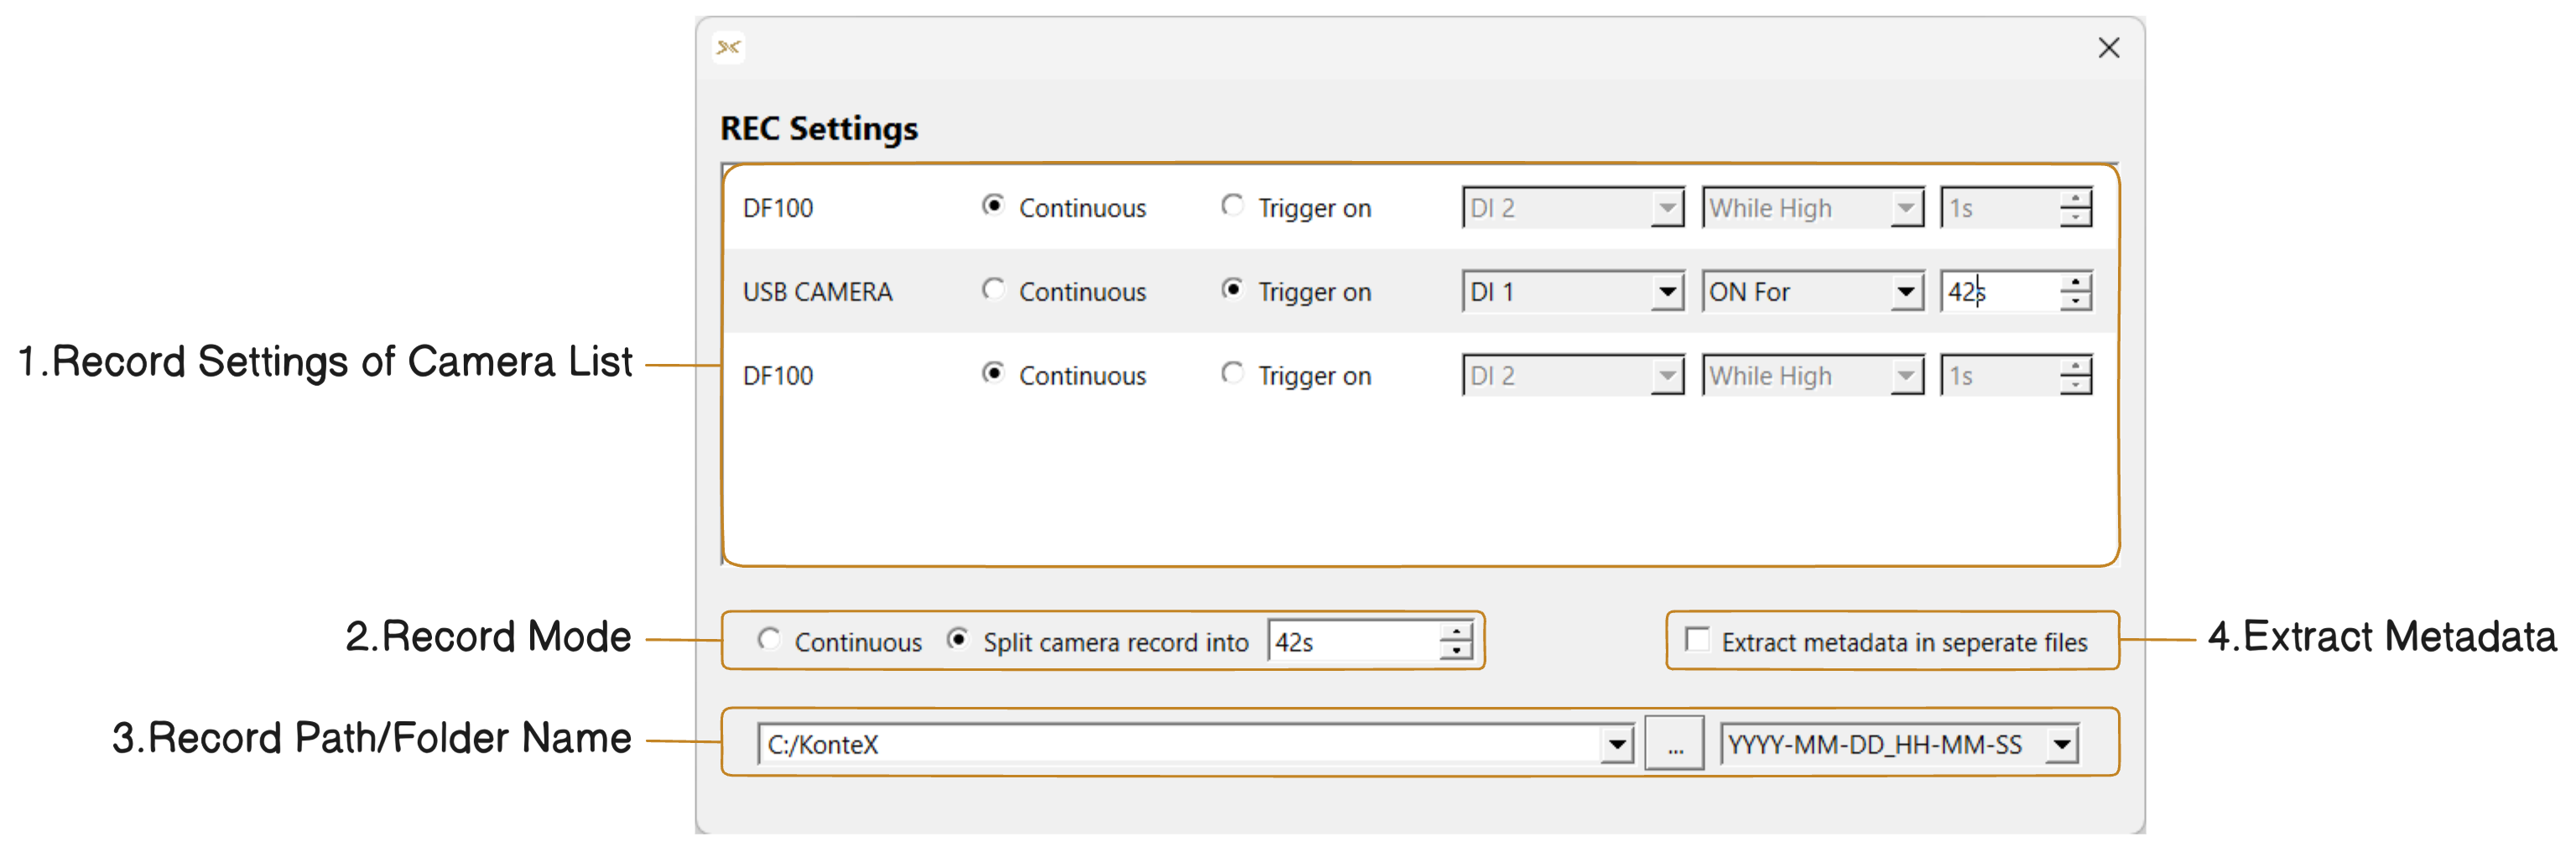 REC Settings
DF100 Continuous Trigger on DI 2 While High 1s
USB CAMERA Continuous Trigger on DI 1 ON For 42s
1.Record Settings of Camera List
DF100 Continuous Trigger on DI 2 While High 1s
2.Record Mode
Continuous Split camera record into 42s
Extract metadata in seperate files
4.Extract Metadata
3.Record Path/Folder Name
C:/KonteX ... YYYY-MM-DD_HH-MM-SS